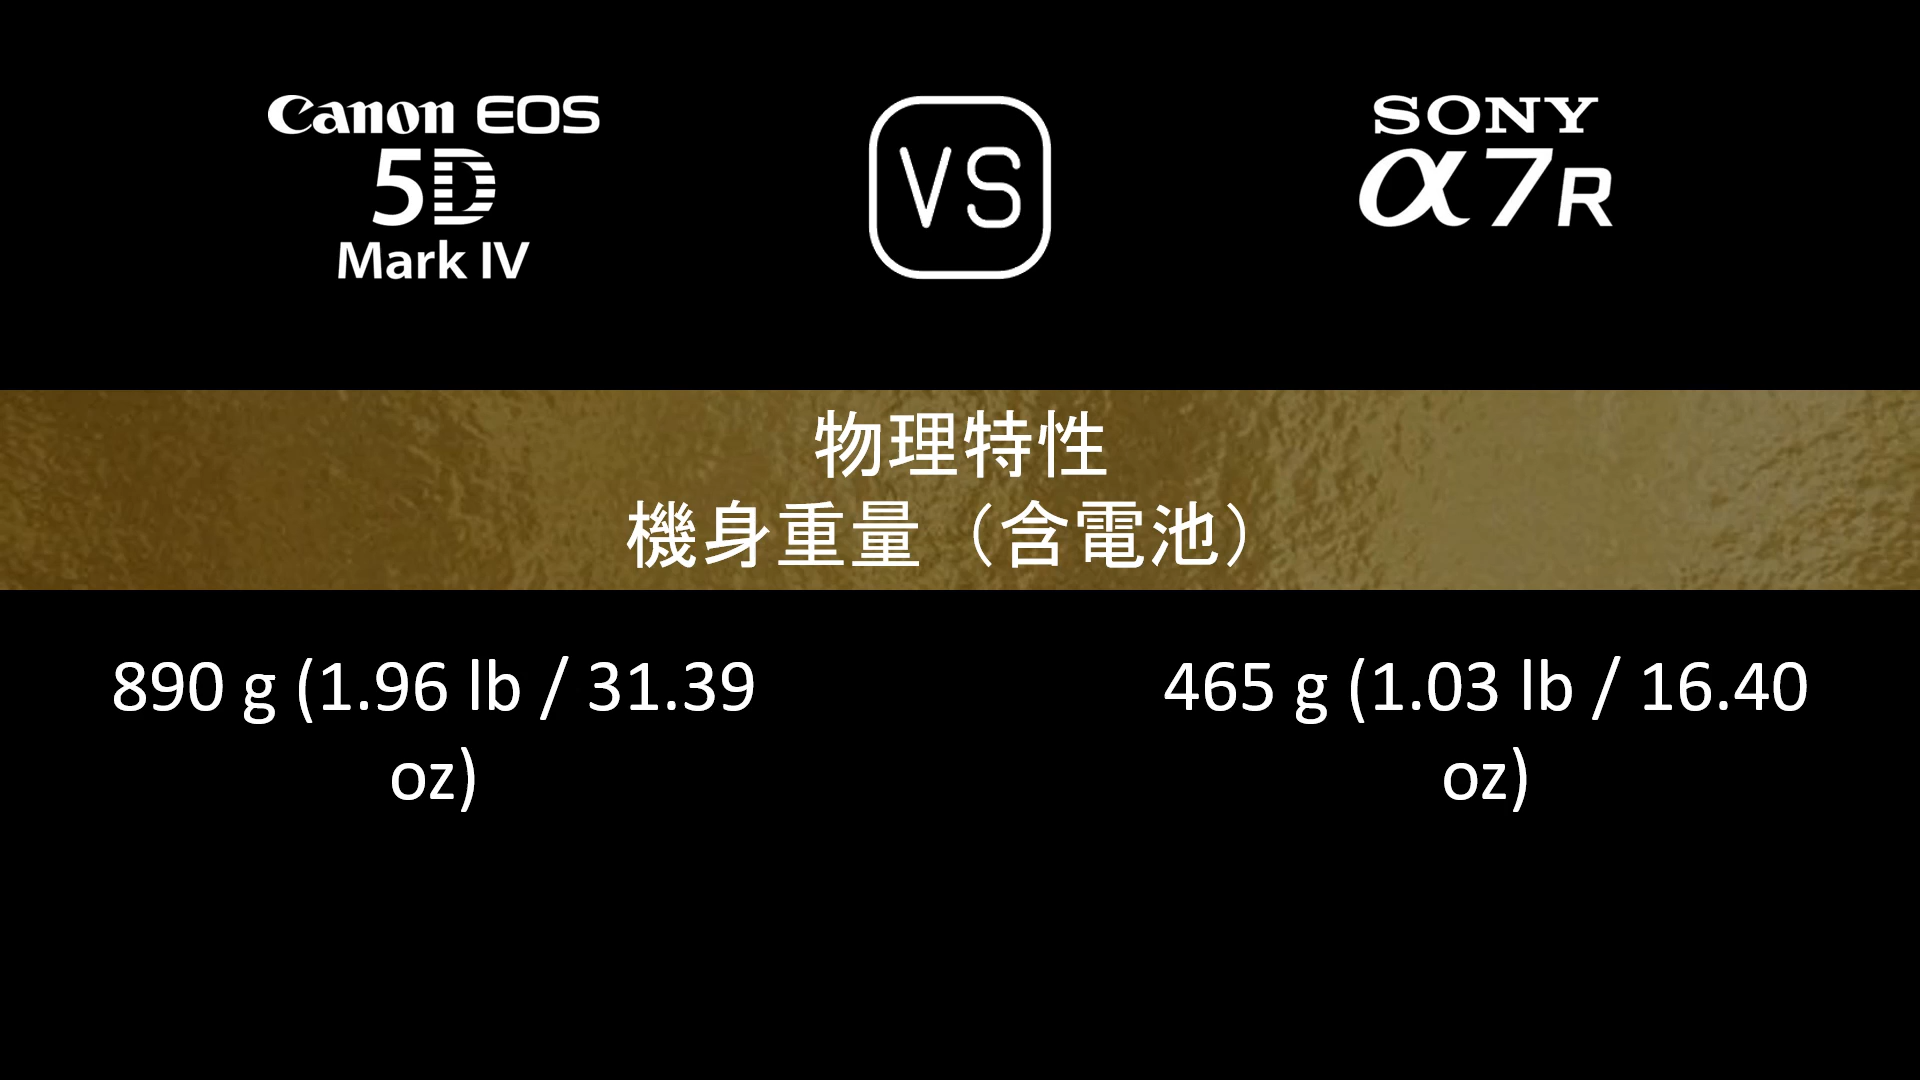 Canon EOS
5D
Mark IV
VS
SONY
α7R
物理特性
機身重量（含電池）
890 g (1.96 lb / 31.39
oz)
465 g (1.03 lb / 16.40
oz)